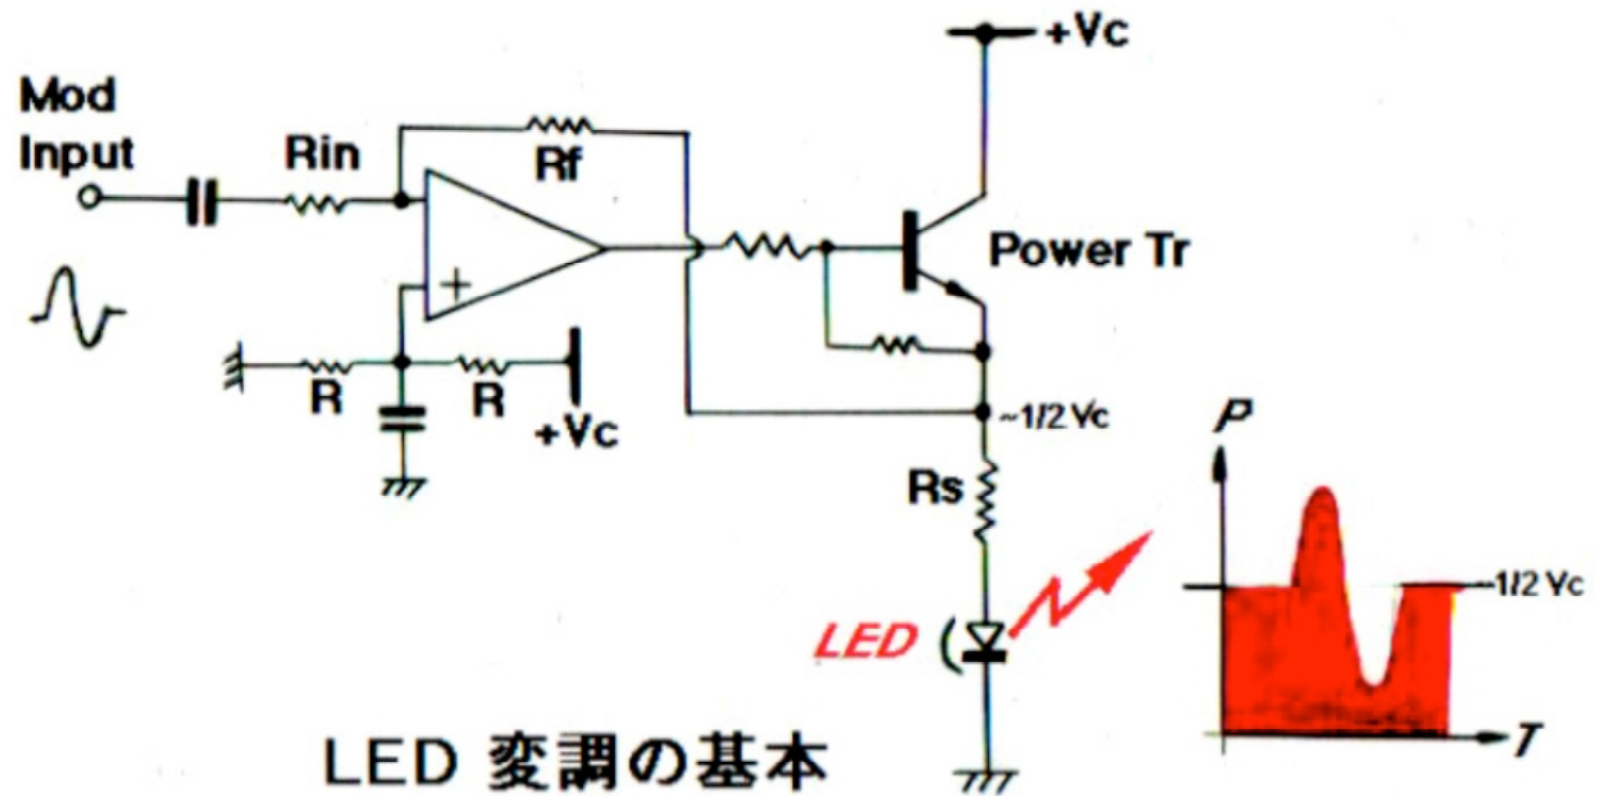 +Vc
Mod
Input
Rin
Rf
Power Tr
+
R
R
+Vc
~1/2 Vc
Rs
P
1/2 Vc
LED
T
LED 変調の基本